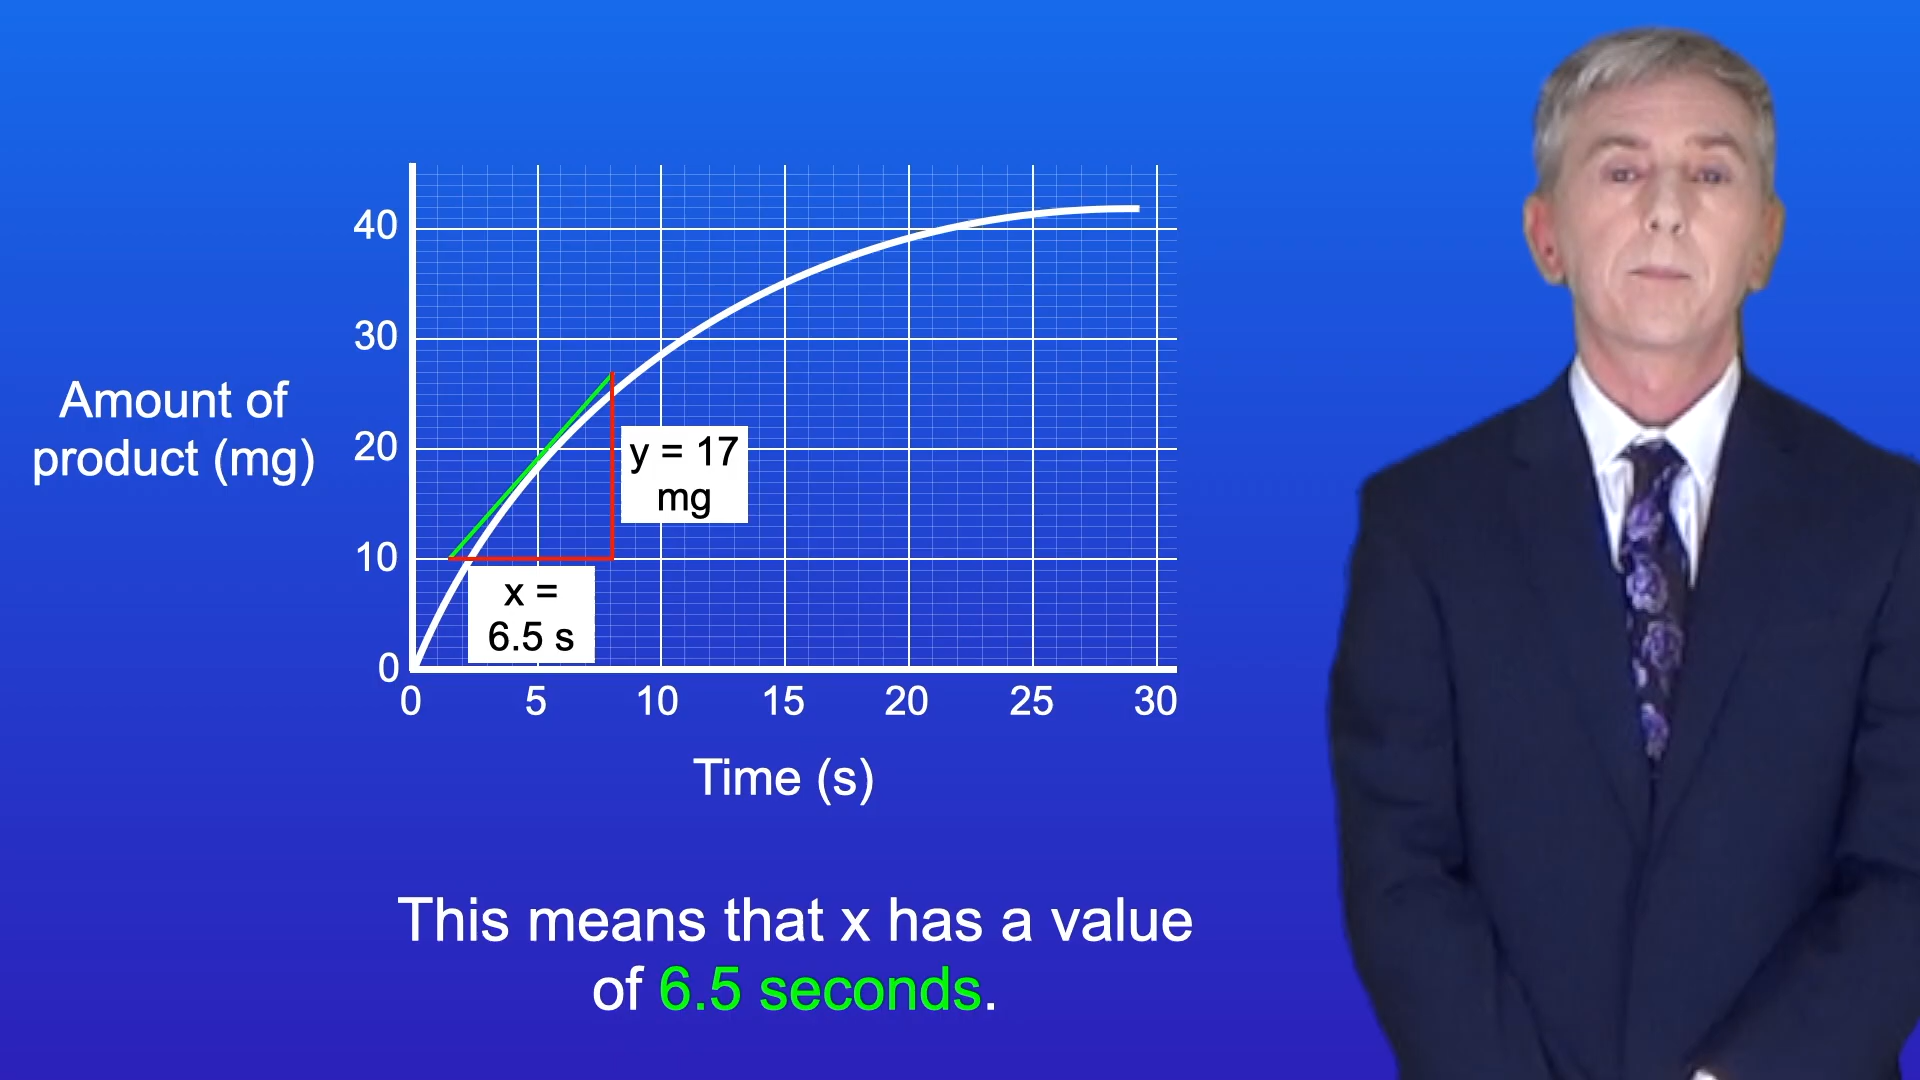 40
30
20
10
0
Amount of
product (mg)
y = 17
mg
x =
6.5 s
0 5 10 15 20 25 30
Time (s)
This means that x has a value
of 6.5 seconds.